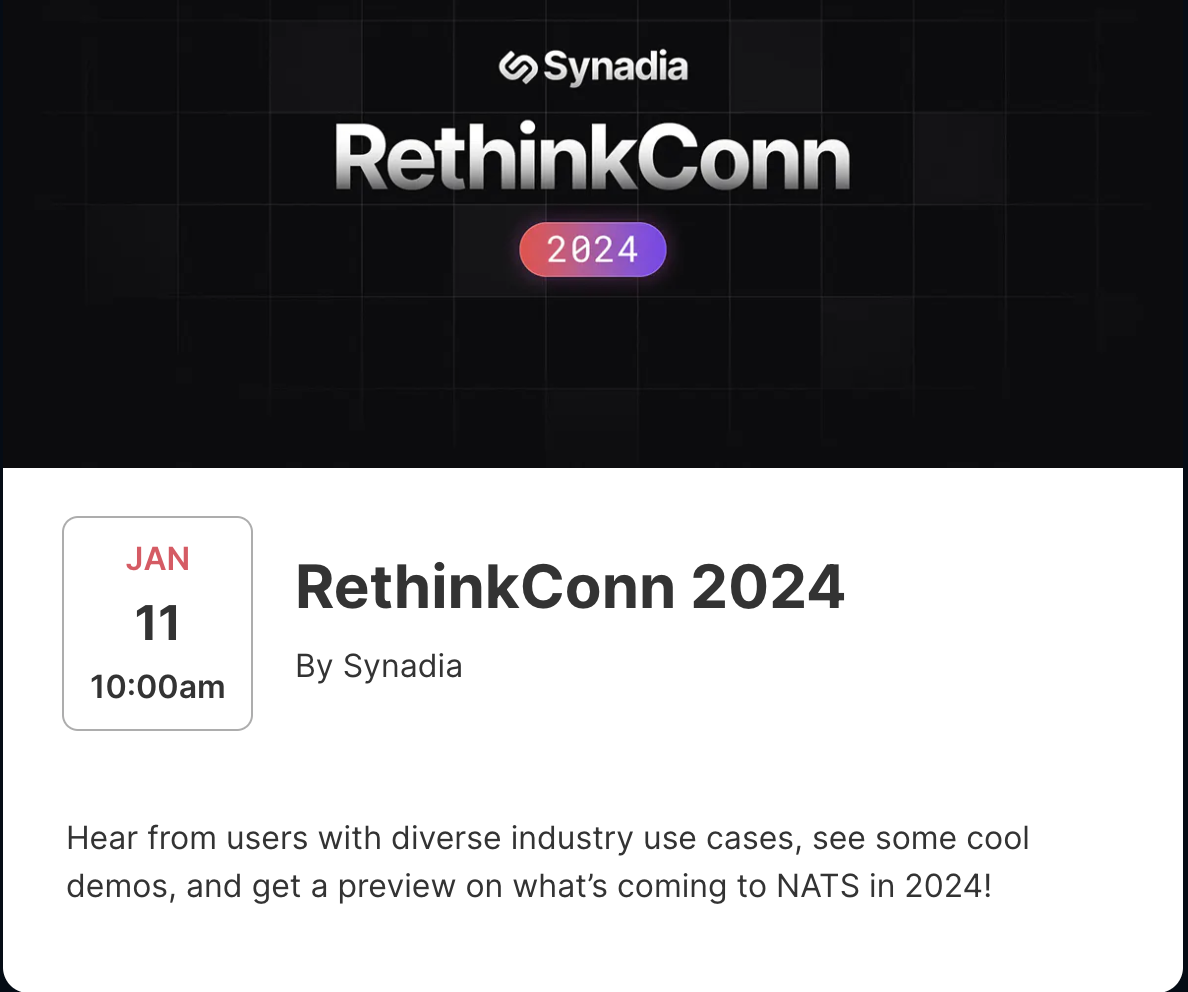 Synadia
RethinkConn
2024
JAN
11
10:00am
RethinkConn 2024
By Synadia
Hear from users with diverse industry use cases, see some cool
demos, and get a preview on what’s coming to NATS in 2024!